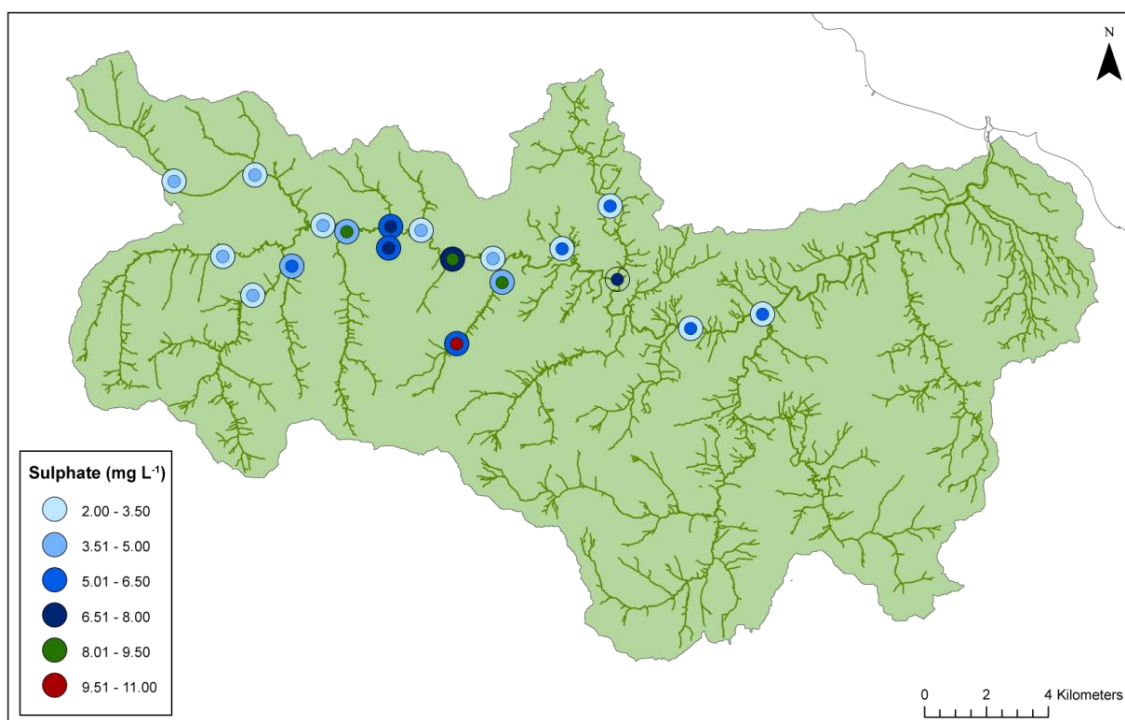 N
Sulphate (mg L⁻¹)
2.00 - 3.50
3.51 - 5.00
5.01 - 6.50
6.51 - 8.00
8.01 - 9.50
9.51 - 11.00
0 2 4 Kilometers